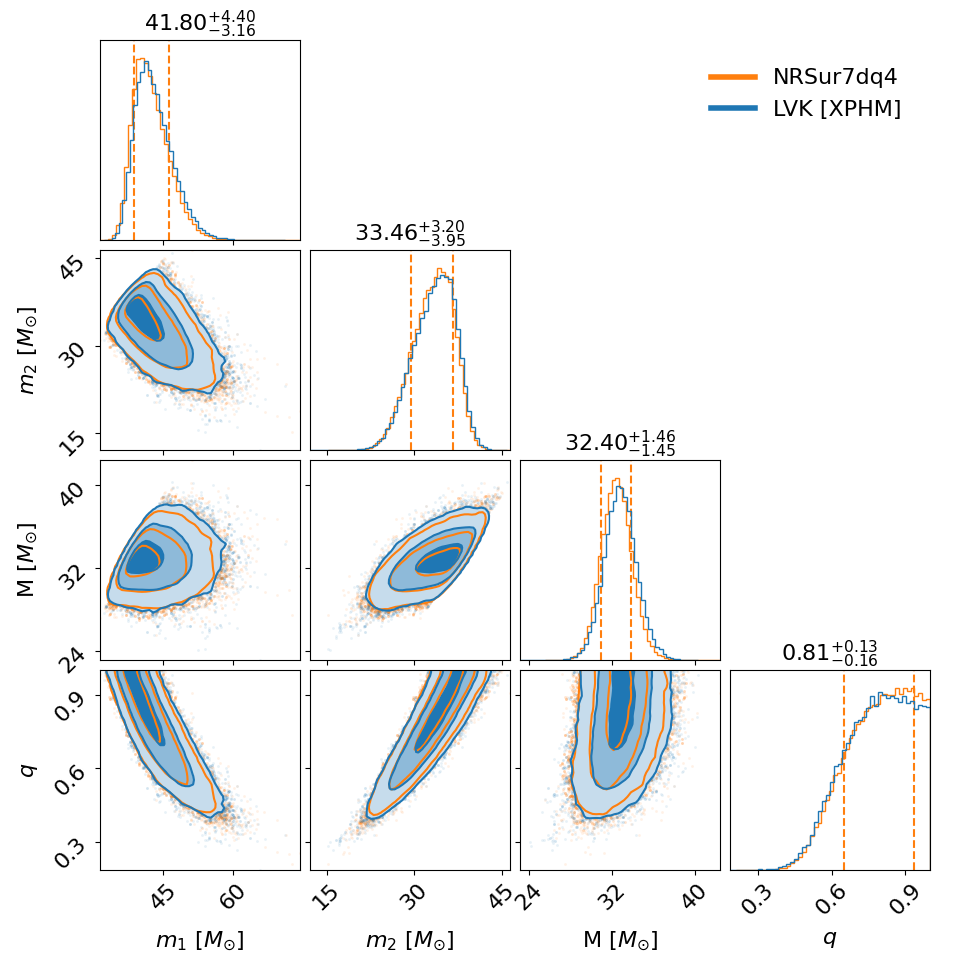 41.80^{+4.40}_{-3.16}
NRSur7dq4
LVK [XPHM]
33.46^{+3.20}_{-3.95}
45
30
15
m_2 [M_⊙]
32.40^{+1.46}_{-1.45}
40
32
24
M [M_⊙]
0.81^{+0.13}_{-0.16}
0.9
0.6
0.3
q
45 60
15 30 45
24 32 40
0.3 0.6 0.9
m_1 [M_⊙]
m_2 [M_⊙]
M [M_⊙]
q